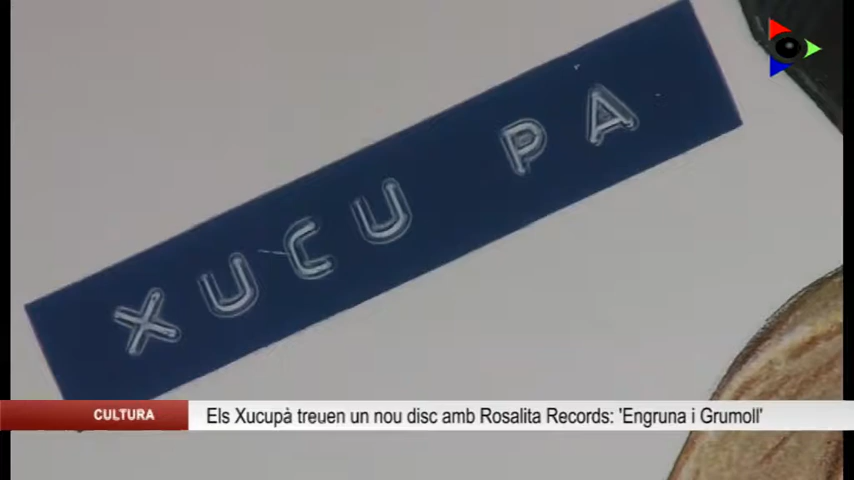 XUCU PA
CULTURA
Els Xucupà treuen un nou disc amb Rosalita Records: 'Engruna i Grumoll'